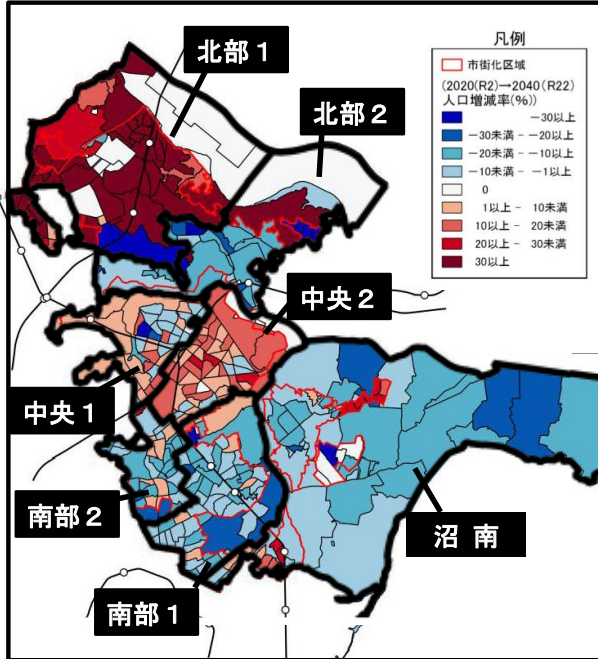 北部１
北部２
中央２
中央１
南部２
南部１
沼 南
凡例
市街化区域
(2020(R2)→2040(R22)
人口増減率(%))
−30以上
−30未満 - −20以上
−20未満 - −10以上
−10未満 - −1以上
0
1以上 - 10未満
10以上 - 20未満
20以上 - 30未満
30以上